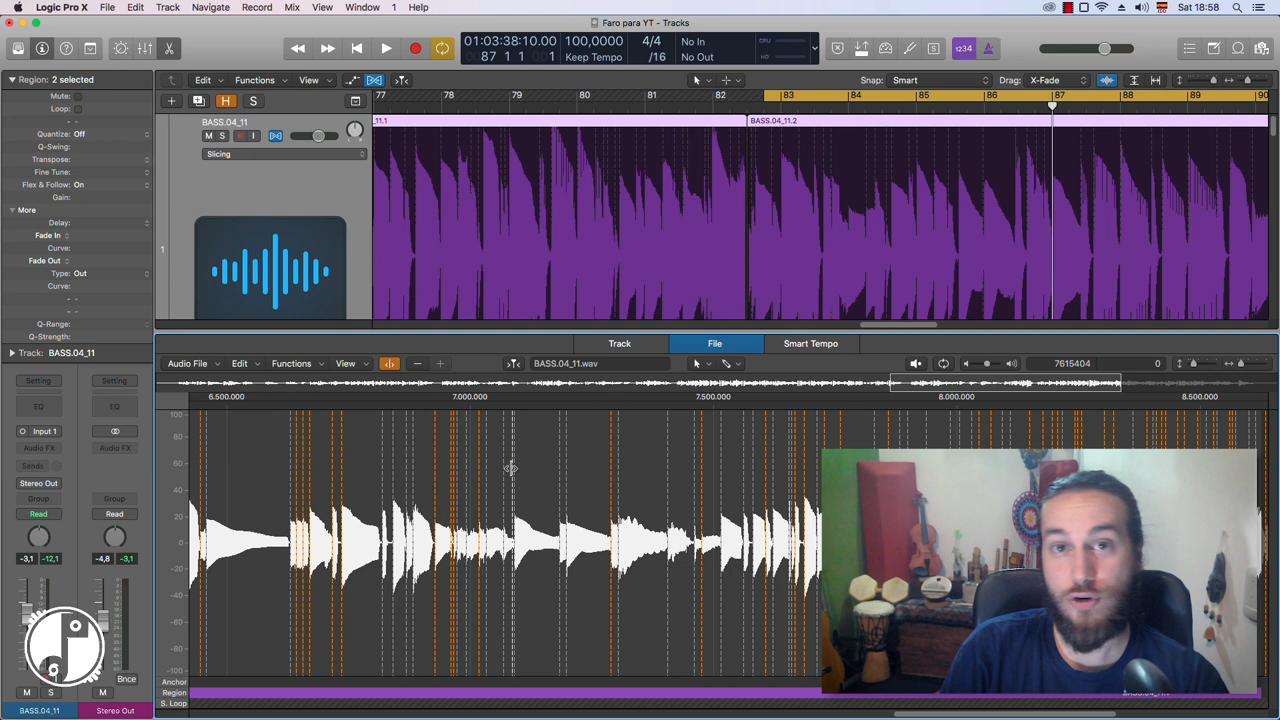 Logic Pro X File Edit Track Navigate Record Mix View Window 1 Help Sat 18:58
Faro para YT - Tracks
01:03:38:10.00 100,0000 4/4 No In CPU
87 1 1 001 Keep Tempo /16 No Out HD 1234
Region: 2 selected Edit Functions View Snap: Smart Drag: X-Fade
Mute: 77 78 79 80 81 82 83 84 85 86 87 88 89 90
Loop: H S
- -
BASS.04_11 .11.1 BASS.04_11.2
Quantize: Off M S R I
Q-Swing:
Slicing
Transpose:
Fine Tune:
Flex & Follow: On
Gain:
More
Delay:
Fade In
Curve:
Fade Out
Type: Out
Curve:
- -
Q-Range:
Q-Strength:
1
Track File Smart Tempo
Track: BASS.04_11
Audio File Edit Functions View BASS.04_11.wav 7615404 0
Setting Setting
EQ EQ
Input 1
Audio FX Audio FX
Sends
Stereo Out
Group Group
Read Read
-3,1 -12,1 -4,8 -3,1
Bnce
M S M
BASS.04_11 Stereo Out
6.500.000 7.000.000 7.500.000 8.000.000 8.500.000
100
80
60
40
20
0
-20
-40
-60
-80
-100
Anchor
Region
S. Loop